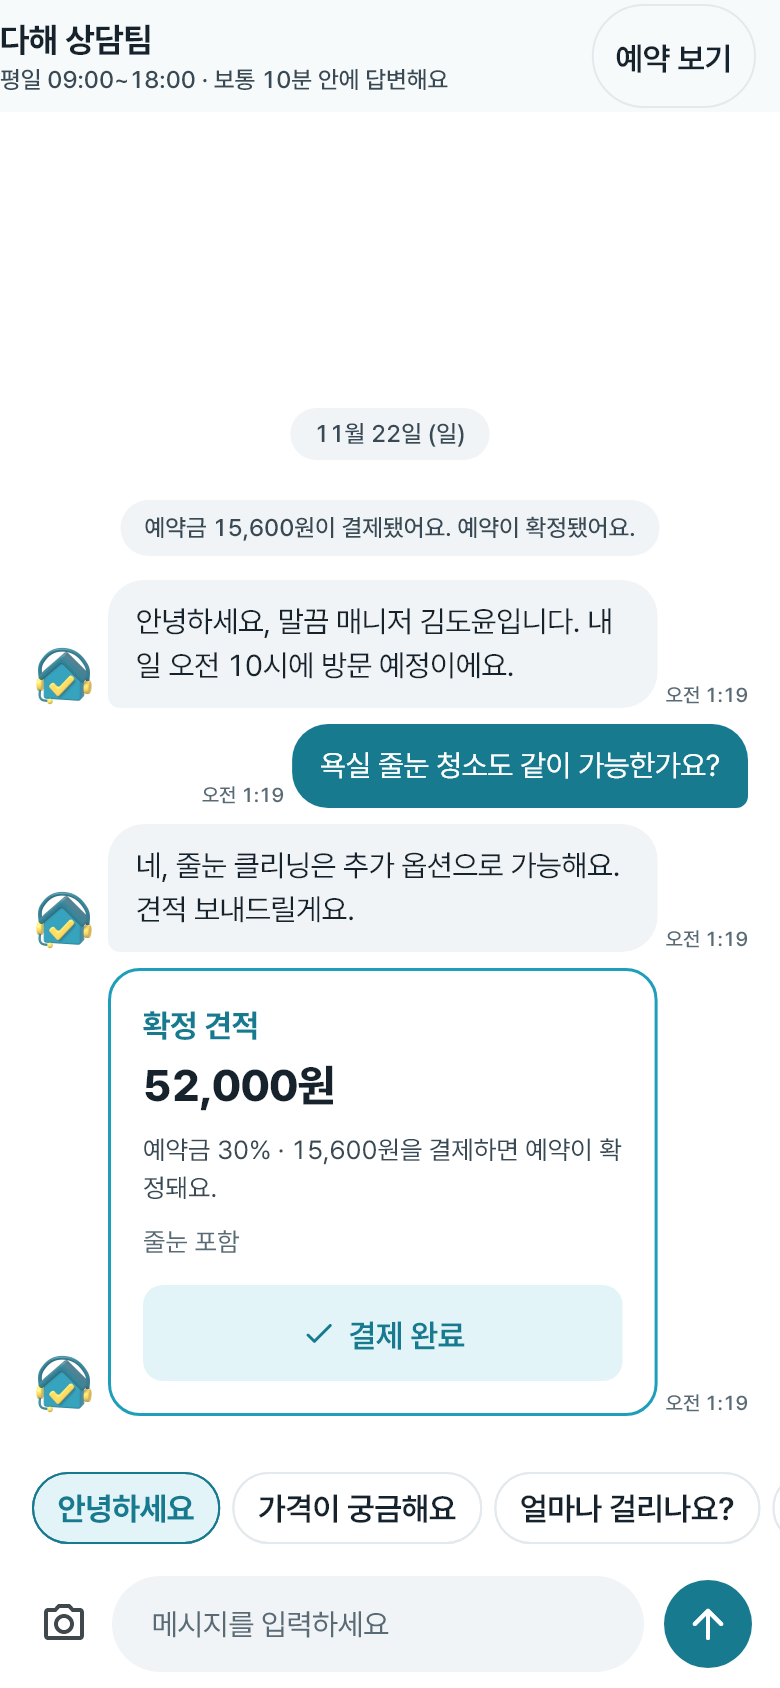 다해 상담팀
평일 09:00~18:00 · 보통 10분 안에 답변해요
예약 보기
11월 22일 (일)
예약금 15,600원이 결제됐어요. 예약이 확정됐어요.
안녕하세요, 말끔 매니저 김도윤입니다. 내
일 오전 10시에 방문 예정이에요.
오전 1:19
욕실 줄눈 청소도 같이 가능한가요?
오전 1:19
네, 줄눈 클리닝은 추가 옵션으로 가능해요.
견적 보내드릴게요.
오전 1:19
확정 견적
52,000원
예약금 30% · 15,600원을 결제하면 예약이 확
정돼요.
줄눈 포함
결제 완료
오전 1:19
안녕하세요
가격이 궁금해요
얼마나 걸리나요?
메시지를 입력하세요